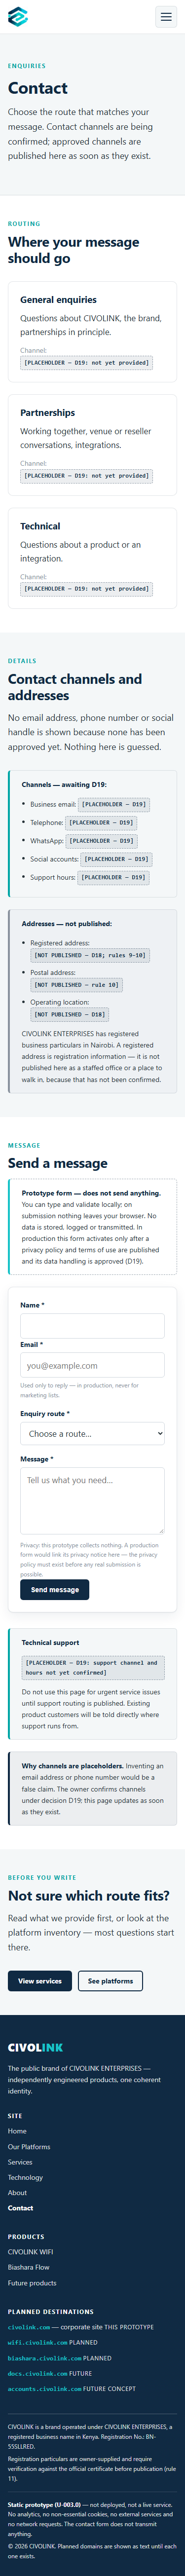 ENQUIRIES
Contact
Choose the route that matches your
message. Contact channels are being
confirmed; approved channels are
published here as soon as they exist.
ROUTING
Where your message
should go
General enquiries
Questions about CIVOLINK, the brand,
partnerships in principle.
Channel:
[PLACEHOLDER — D19: not yet provided]
Partnerships
Working together, venue or reseller
conversations, integrations.
Channel:
[PLACEHOLDER — D19: not yet provided]
Technical
Questions about a product or an
integration.
Channel:
[PLACEHOLDER — D19: not yet provided]
DETAILS
Contact channels and
addresses
No email address, phone number or social
handle is shown because none has been
approved yet. Nothing here is guessed.
Channels — awaiting D19:
• Business email: [PLACEHOLDER — D19]
• Telephone: [PLACEHOLDER — D19]
• WhatsApp: [PLACEHOLDER — D19]
• Social accounts: [PLACEHOLDER — D19]
• Support hours: [PLACEHOLDER — D19]
Addresses — not published:
• Registered address:
[NOT PUBLISHED — D18; rules 9–10]
• Postal address:
[NOT PUBLISHED — rule 10]
• Operating location:
[NOT PUBLISHED — D18]
CIVOLINK ENTERPRISES has registered
business particulars in Nairobi. A registered
address is registration information — it is not
published here as a staffed office or a place to
walk in, because that has not been confirmed.
MESSAGE
Send a message
Prototype form — does not send anything.
You can type and validate locally: on
submission nothing leaves your browser. No
data is stored, logged or transmitted. In
production this form activates only after a
privacy policy and terms of use are published
and its data handling is approved (D19).
Name *
Email *
you@example.com
Used only to reply — in production, never for
marketing lists.
Enquiry route *
Choose a route...
Message *
Tell us what you need...
Privacy: this prototype collects nothing. A production
form would link its privacy notice here — the privacy
policy must exist before any real submission is
possible.
Send message
Technical support
[PLACEHOLDER — D19: support channel and
hours not yet confirmed]
Do not use this page for urgent service issues
until support routing is published. Existing
product customers will be told directly where
support runs from.
Why channels are placeholders. Inventing an
email address or phone number would be a
false claim. The owner confirms channels
under decision D19; this page updates as soon
as they exist.
BEFORE YOU WRITE
Not sure which route fits?
Read what we provide first, or look at the
platform inventory — most questions start
there.
View services
See platforms
CIVOLINK
The public brand of CIVOLINK ENTERPRISES —
independently engineered products, one coherent
identity.
SITE
Home
Our Platforms
Services
Technology
About
Contact
PRODUCTS
CIVOLINK WIFI
Biashara Flow
Future products
PLANNED DESTINATIONS
civolink.com — corporate site THIS PROTOTYPE
wifi.civolink.com PLANNED
biashara.civolink.com PLANNED
docs.civolink.com FUTURE
accounts.civolink.com FUTURE CONCEPT
CIVOLINK is a brand operated under CIVOLINK ENTERPRISES, a
registered business name in Kenya. Registration No.: BN-
5S5LLRED.
Registration particulars are owner-supplied and require
verification against the official certificate before publication (rule
11).
Static prototype (U-003.0) — not deployed, not a live service.
No analytics, no non-essential cookies, no external services and
no network requests. The contact form does not transmit
anything.
© 2026 CIVOLINK. Planned domains are shown as text until each
one exists.